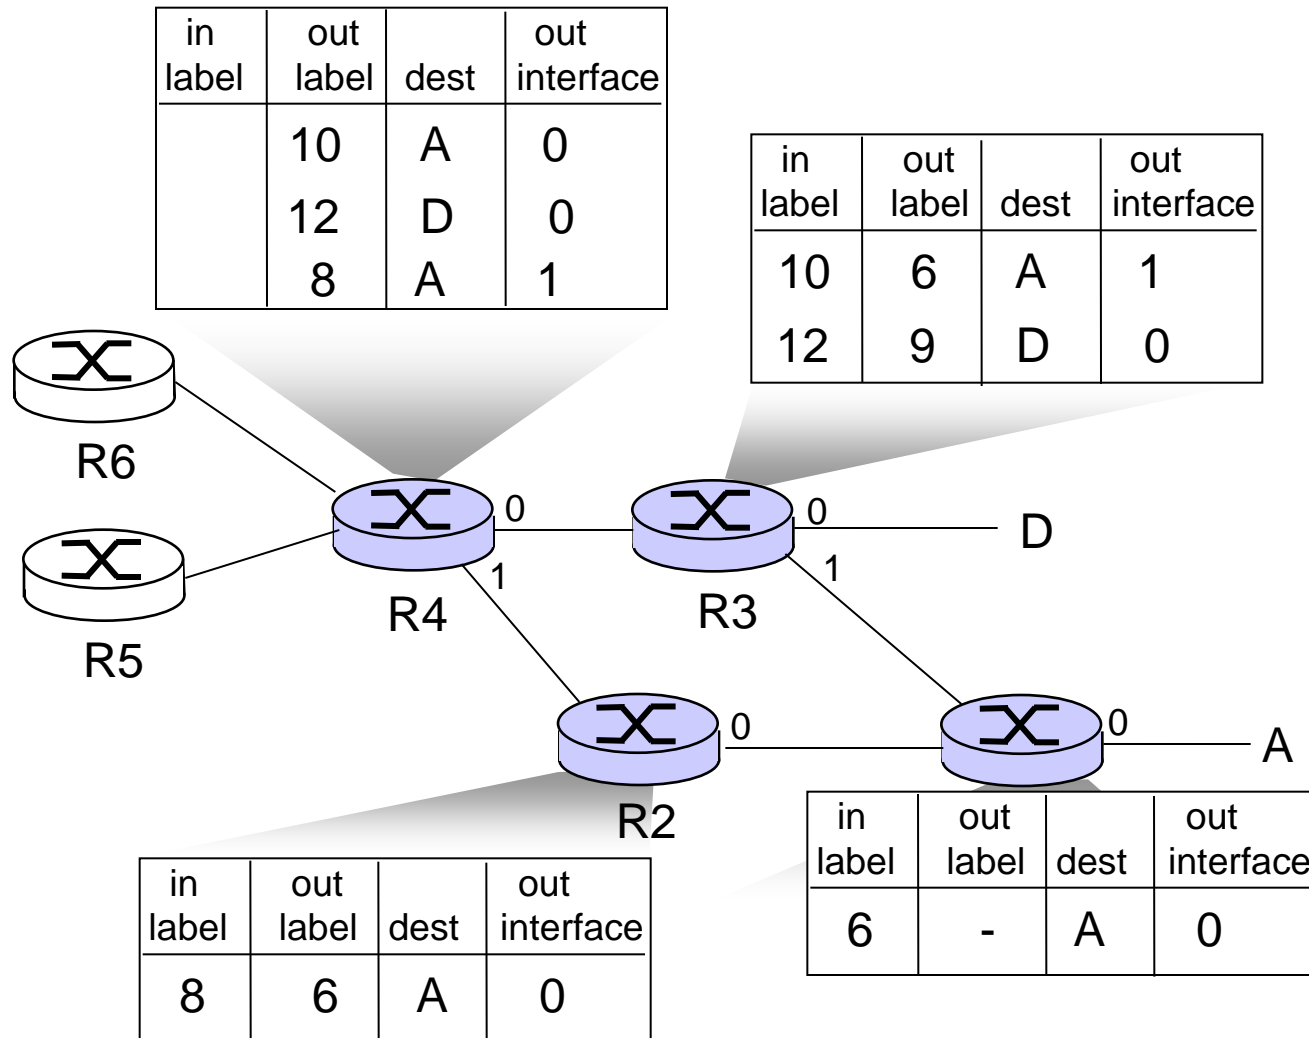 in out out
label label dest interface
10 A 0
12 D 0
8 A 1
in out out
label label dest interface
10 6 A 1
12 9 D 0
R6
0
0
D
1
1
R4
R3
R5
0
0
A
R2
in out out
label label dest interface
6 - A 0
in out out
label label dest interface
8 6 A 0